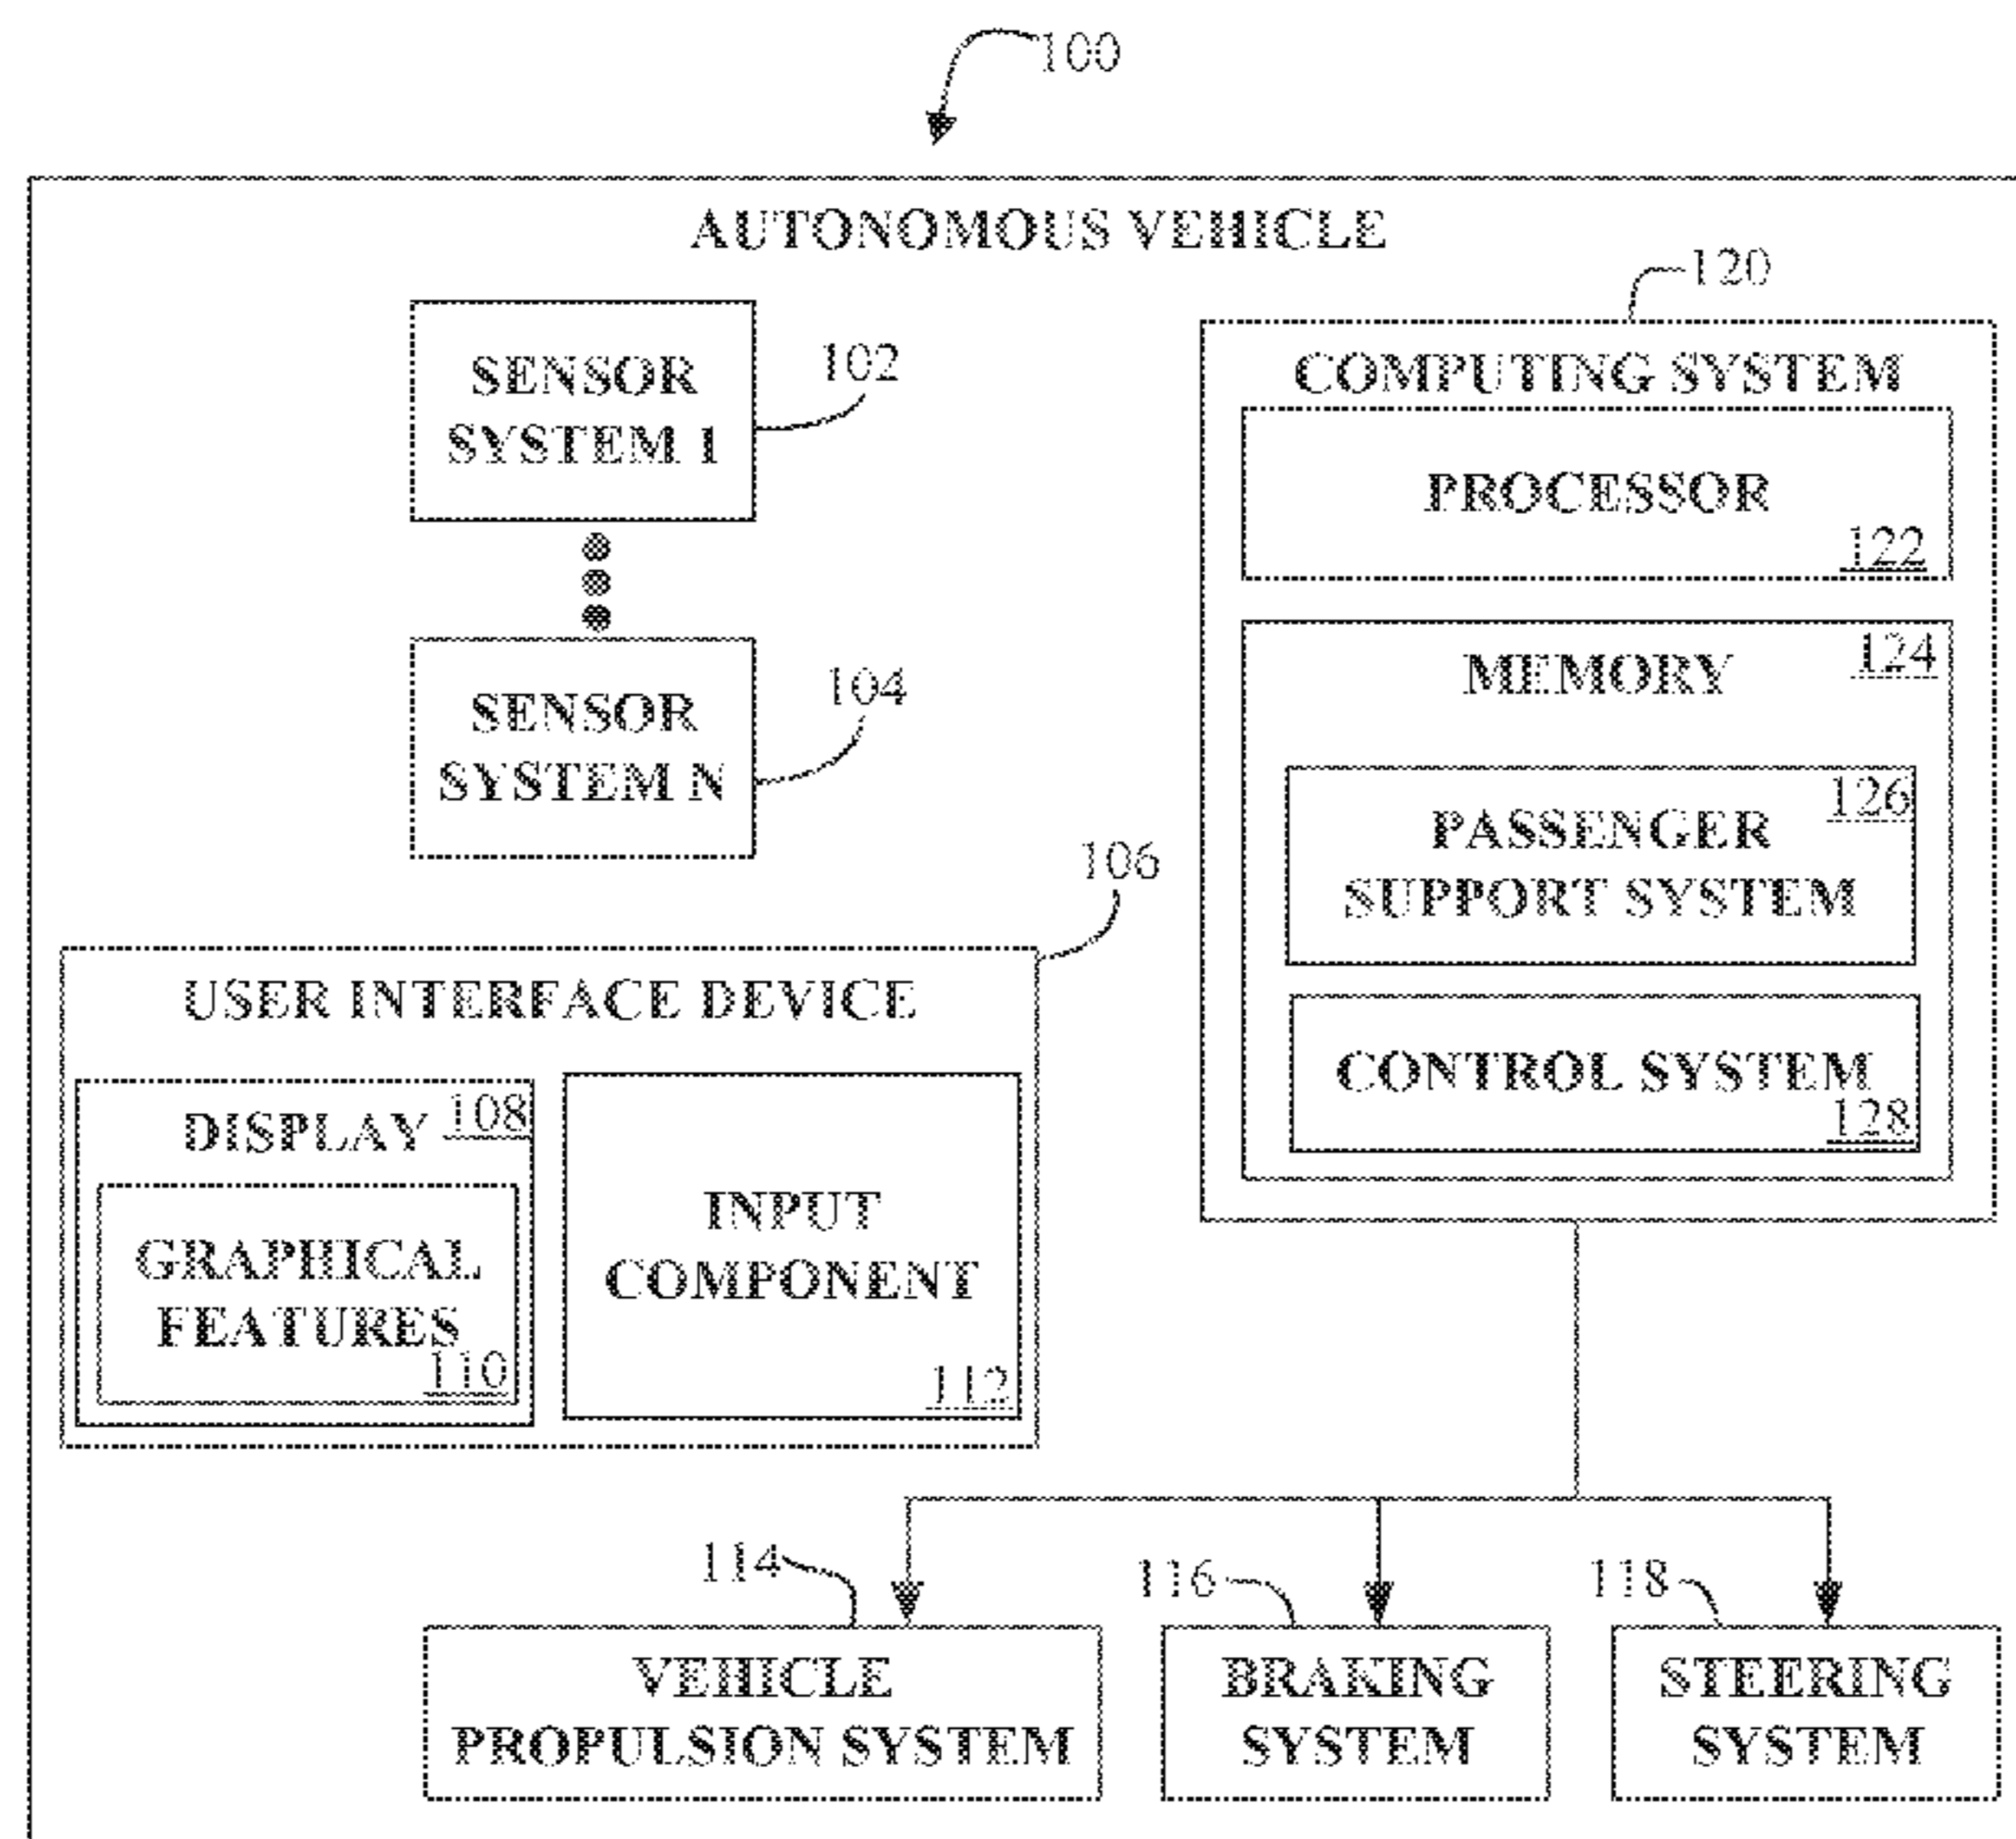 100
AUTONOMOUS VEHICLE
SENSOR
SYSTEM 1
102
SENSOR
SYSTEM N
104
106
USER INTERFACE DEVICE
DISPLAY 108
GRAPHICAL
FEATURES
110
INPUT
COMPONENT
112
120
COMPUTING SYSTEM
PROCESSOR
122
MEMORY 124
126
PASSENGER
SUPPORT SYSTEM
CONTROL SYSTEM
128
114
VEHICLE
PROPULSION SYSTEM
116
BRAKING
SYSTEM
118
STEERING
SYSTEM